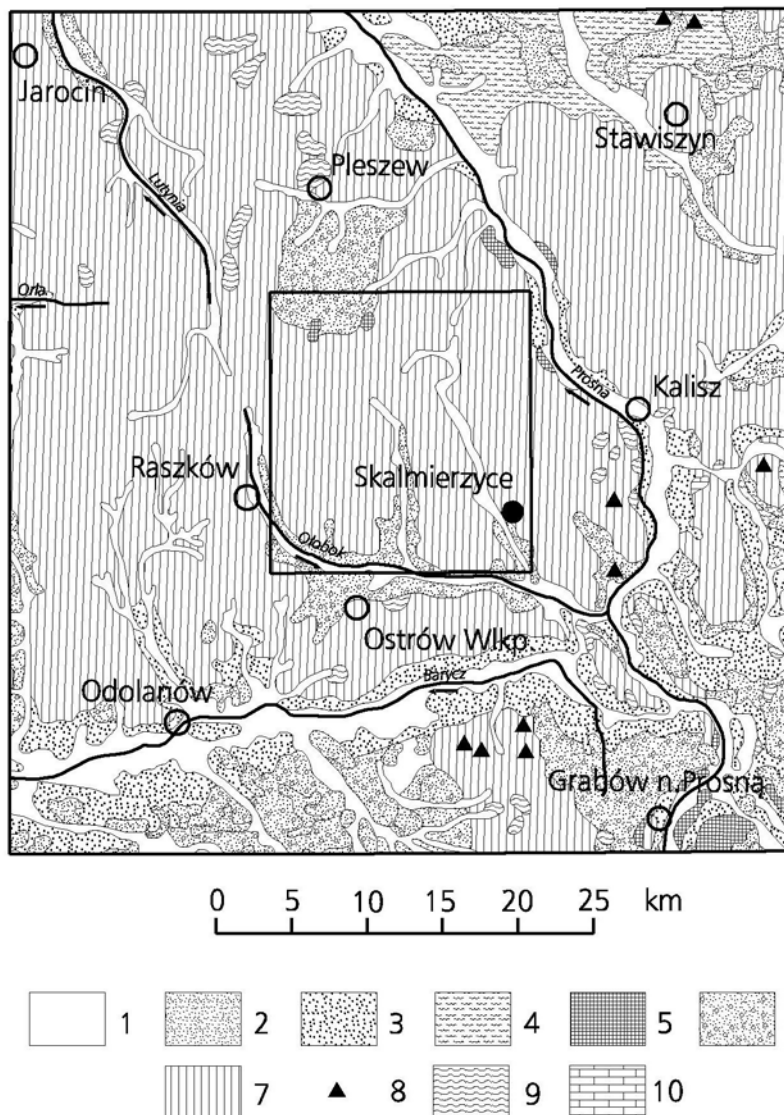 Jarocin
Stawiszyn
Pleszew
Lutynia
Orla
Prosna
Kalisz
Raszków
Skalmierzyce
Ołobok
Ostrów Wlkp.
Barycz
Odolanów
Grabów n.Prosną
0 5 10 15 20 25 km
1 2 3 4 5
7 8 9 10